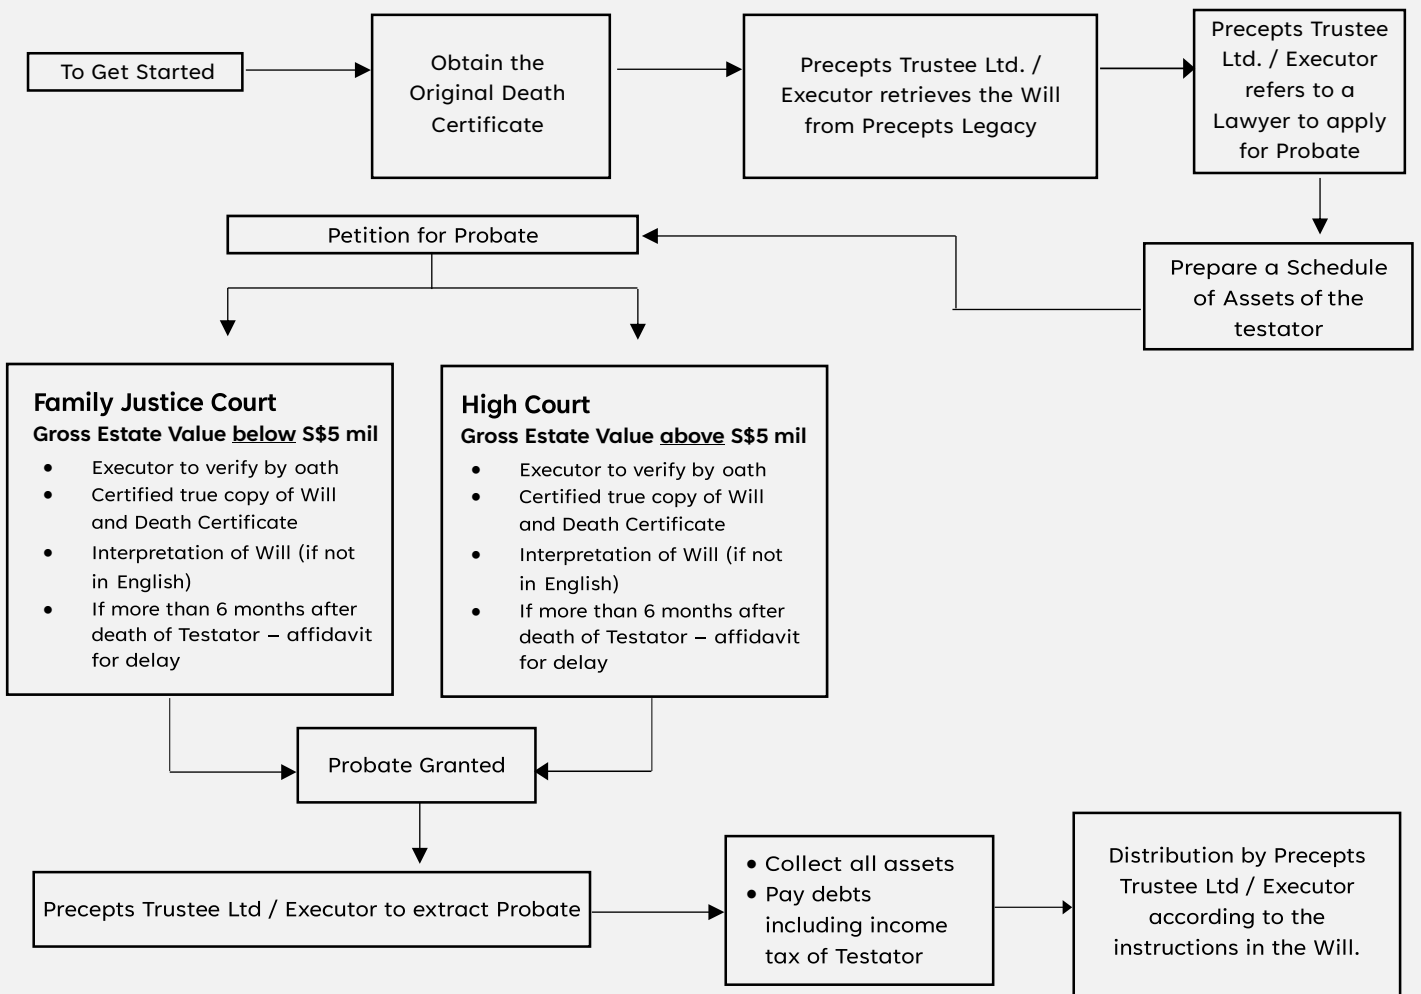 To Get Started
Obtain the
Original Death
Certificate
Precepts Trustee Ltd. /
Executor retrieves the Will
from Precepts Legacy
Precepts Trustee
Ltd. / Executor
refers to a
Lawyer to apply
for Probate
Prepare a Schedule
of Assets of the
testator
Petition for Probate
Family Justice Court
Gross Estate Value below S$5 mil
• Executor to verify by oath
• Certified true copy of Will
and Death Certificate
• Interpretation of Will (if not
in English)
• If more than 6 months after
death of Testator – affidavit
for delay
High Court
Gross Estate Value above S$5 mil
• Executor to verify by oath
• Certified true copy of Will
and Death Certificate
• Interpretation of Will (if not
in English)
• If more than 6 months after
death of Testator – affidavit
for delay
Probate Granted
Precepts Trustee Ltd / Executor to extract Probate
• Collect all assets
• Pay debts
including income
tax of Testator
Distribution by Precepts
Trustee Ltd / Executor
according to the
instructions in the Will.